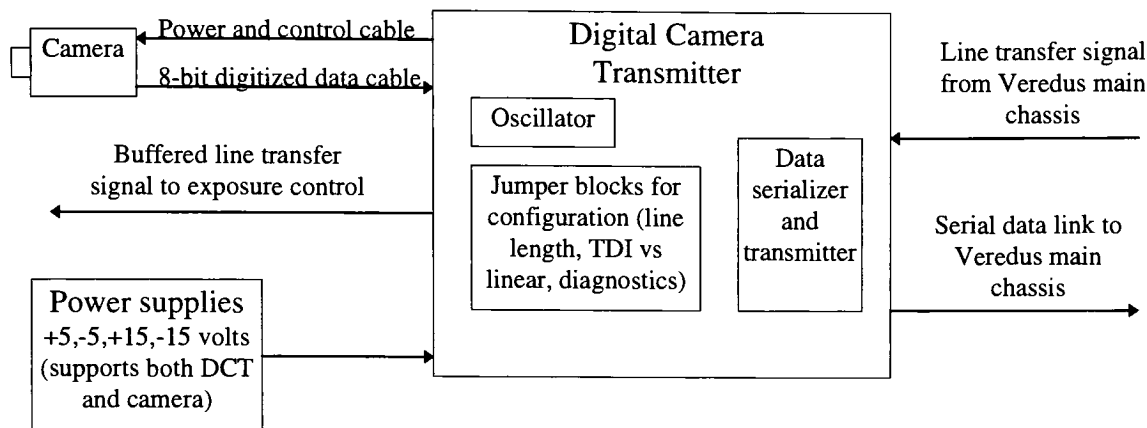 Camera
Power and control cable
8-bit digitized data cable
Buffered line transfer
signal to exposure control
Power supplies
+5,-5,+15,-15 volts
(supports both DCT
and camera)
Digital Camera
Transmitter
Oscillator
Jumper blocks for
configuration (line
length, TDI vs
linear, diagnostics)
Data
serializer
and
transmitter
Line transfer signal
from Veredus main
chassis
Serial data link to
Veredus main
chassis